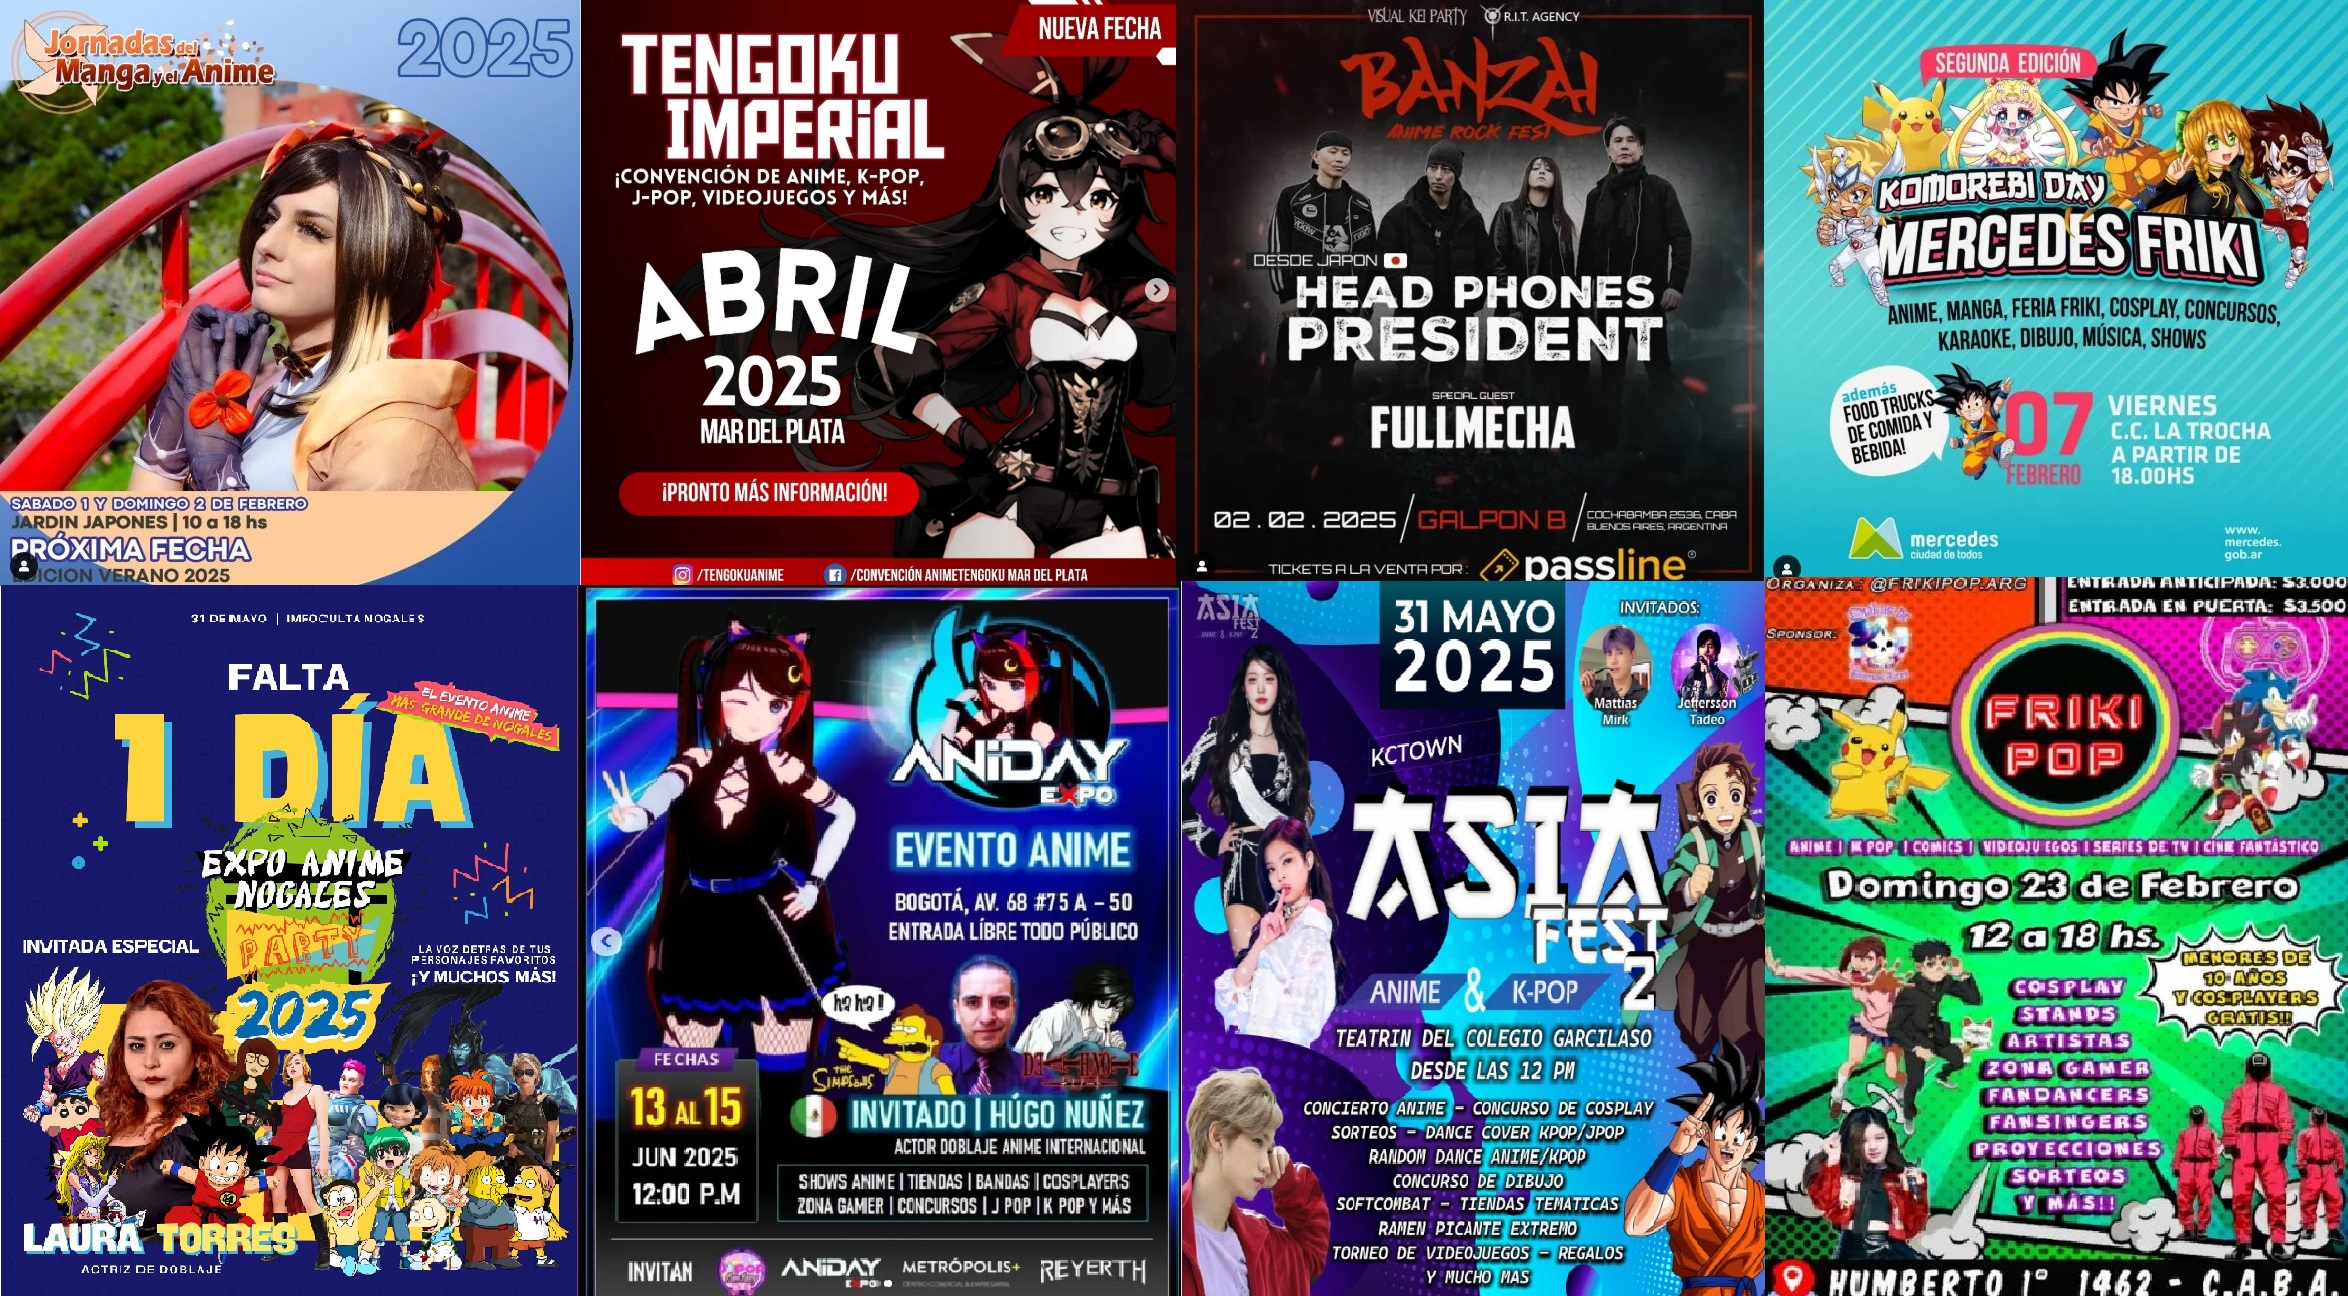 Jornadas del
Manga y el Anime
2025
SABADO 1 Y DOMINGO 2 DE FEBRERO
JARDIN JAPONES | 10 a 18 hs
PRÓXIMA FECHA
EDICION VERANO 2025
NUEVA FECHA
TENGOKU
IMPERiAL
¡CONVENCIÓN DE ANIME, K-POP,
J-POP, VIDEOJUEGOS Y MÁS!
ABRIL
2025
MAR DEL PLATA
¡PRONTO MÁS INFORMACIÓN!
/TENGOKUANIME
/CONVENCIÓN ANIMETENGOKU MAR DEL PLATA
VISUAL KEI PARTY
R.I.T. AGENCY
BANZAI
ANIME ROCK FEST
DESDE JAPON
HEAD PHONES
PRESIDENT
SPECIAL GUEST
FULLMECHA
02.02.2025/GALPON B/
COCHABAMBA 2536, CABA
BUENOS AIRES, ARGENTINA
TICKETS A LA VENTA POR: passline
SEGUNDA EDICIÓN
KOMOREBI DAY
MERCEDES FRIKI
ANIME, MANGA, FERIA FRIKI, COSPLAY, CONCURSOS,
KARAOKE, DIBUJO, MÚSICA, SHOWS
además
FOOD TRUCKS
DE COMIDA Y
BEBIDA!
07
FEBRERO
VIERNES
C.C. LA TROCHA
A PARTIR DE
18.00HS
mercedes
ciudad de todos
www.
mercedes.
gob.ar
31 DE MAYO | IMFOCULTA NOGALES
FALTA
1 DÍA
EL EVENTO ANIME
MAS GRANDE DE NOGALES
EXPO ANIME
NOGALES
PARTY
2025
INVITADA ESPECIAL
LA VOZ DETRAS DE TUS
PERSONAJES FAVORITOS
¡Y MUCHOS MÁS!
LAURA TORRES
ACTRIZ DE DOBLAJE
ANiDAY
EXPO
EVENTO ANIME
BOGOTÁ, AV. 68 #75 A - 50
ENTRADA LÍBRE TODO PÚBLICO
ha ha!
THE
SIMPSONS
FECHAS
13 AL 15
JUN 2025
12:00 P.M
INVITADO | HÚGO NUÑEZ
ACTOR DOBLAJE ANIME INTERNACIONAL
SHOWS ANIME | TIENDAS | BANDAS | COSPLAYERS
ZONA GAMER | CONCURSOS | J POP | K POP Y MÁS
INVITAN
ANiDAY
EXPO
METRÓPOLIS+
REYERTH
ASIA
FEST
2
31 MAYO
2025
INVITADOS:
Mattias
Mirk
Jeffersson
Tadeo
KCTOWN
ASIA
FEST
2
ANIME & K-POP
TEATRIN DEL COLEGIO GARCILASO
DESDE LAS 12 PM
CONCIERTO ANIME - CONCURSO DE COSPLAY
SORTEOS - DANCE COVER KPOP/JPOP
RANDOM DANCE ANIME/KPOP
CONCURSO DE DIBUJO
SOFTCOMBAT - TIENDAS TEMATICAS
RAMEN PICANTE EXTREMO
TORNEO DE VIDEOJUEGOS - REGALOS
Y MUCHO MAS
ORGANIZA: @FRIKIPOP.ARG
ENTRADA ANTICIPADA: $3.000
ENTRADA EN PUERTA: $3.500
SPONSOR:
FRIKI
POP
ANIME | K POP | COMICS | VIDEOJUEGOS | SERIES DE TV | CINE FANTÁSTICO
Domingo 23 de Febrero
12 a 18 hs.
MENORES DE
10 AÑOS
Y COSPLAYERS
GRATIS!!
COSPLAY
STANDS
ARTISTAS
ZONA GAMER
FANDANCERS
FANSINGERS
PROYECCIONES
SORTEOS
Y MÁS!!
HUMBERTO 1° 1462 - C.A.B.A.